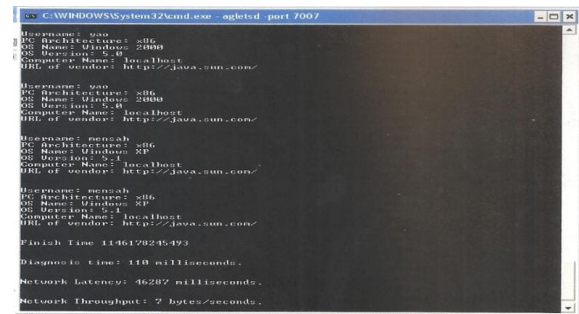 C:\WINDOWS\System32\cmd.exe - agletsd -port 7007
Username: yao
PC Architecture: x86
OS Name: Windows 2000
OS Version: 5.0
Computer Name: localhost
URL of vendor: http://java.sun.com/
Username: yao
PC Architecture: x86
OS Name: Windows 2000
OS Version: 5.0
Computer Name: localhost
URL of vendor: http://java.sun.com/
Username: mensah
PC Architecture: x86
OS Name: Windows XP
OS Version: 5.1
Computer Name: localhost
URL of vendor: http://java.sun.com/
Username: mensah
PC Architecture: x86
OS Name: Windows XP
OS Version: 5.1
Computer Name: localhost
URL of vendor: http://java.sun.com/
Finish Time 1146178245493
Diagnosis time: 110 milliseconds.
Network Latency: 46287 milliseconds.
Network Throughput: 7 bytes/seconds.